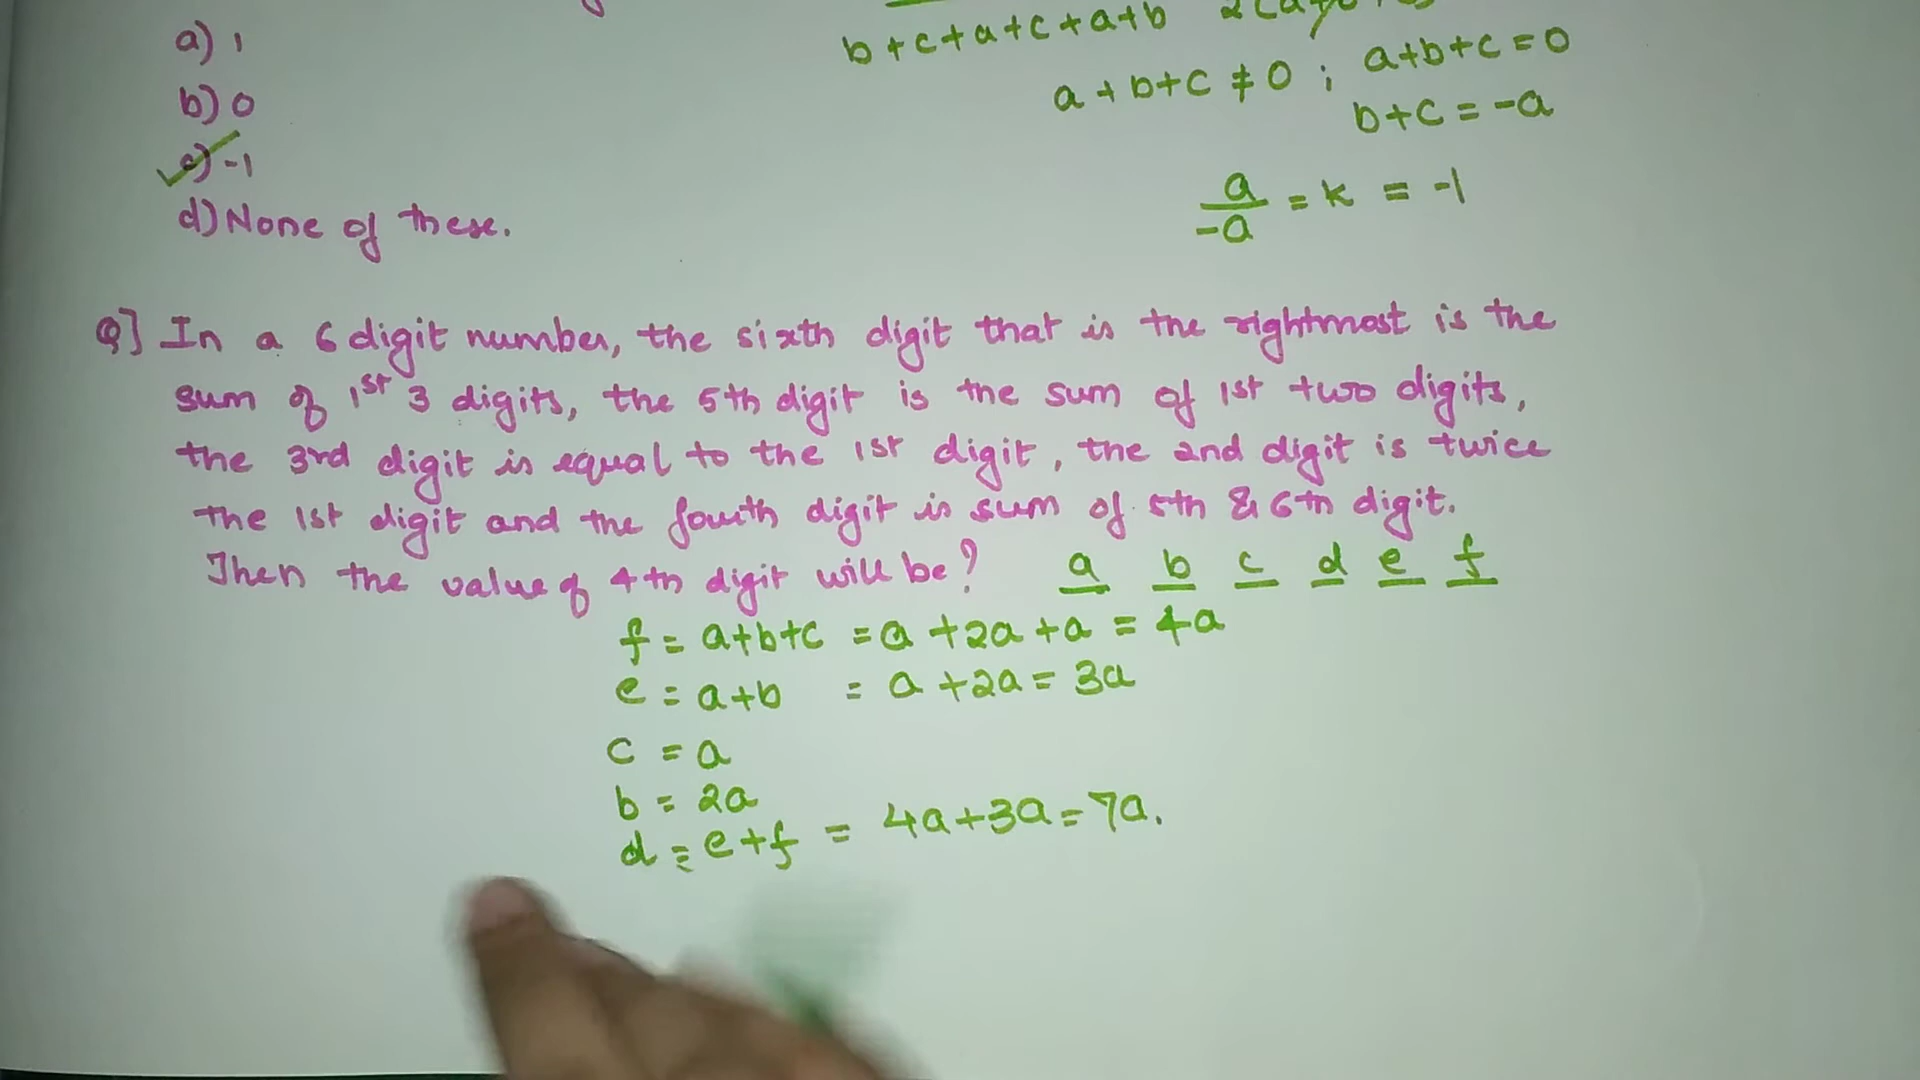 a) 1
b) 0
c) -1
d) None of these.
b+c+a+c+a+b
a+b+c ≠ 0 ; a+b+c = 0
b+c = -a
a/-a = k = -1
Q] In a 6 digit number, the sixth digit that is the rightmost is the
sum of 1st 3 digits, the 5th digit is the sum of 1st two digits,
the 3rd digit is equal to the 1st digit, the 2nd digit is twice
the 1st digit and the fourth digit is sum of 5th & 6th digit.
Then the value of 4th digit will be? a b c d e f
f = a+b+c = a+2a+a = 4a
e = a+b = a+2a = 3a
c = a
b = 2a
d = e+f = 4a+3a = 7a.